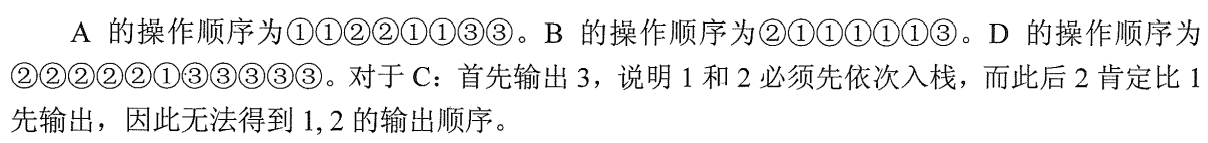 A 的操作顺序为①①②②①①③③。B 的操作顺序为②①①①①①③。D 的操作顺序为
②②②②②①③③③③③。对于 C：首先输出 3，说明 1 和 2 必须先依次入栈，而此后 2 肯定比 1
先输出，因此无法得到 1, 2 的输出顺序。